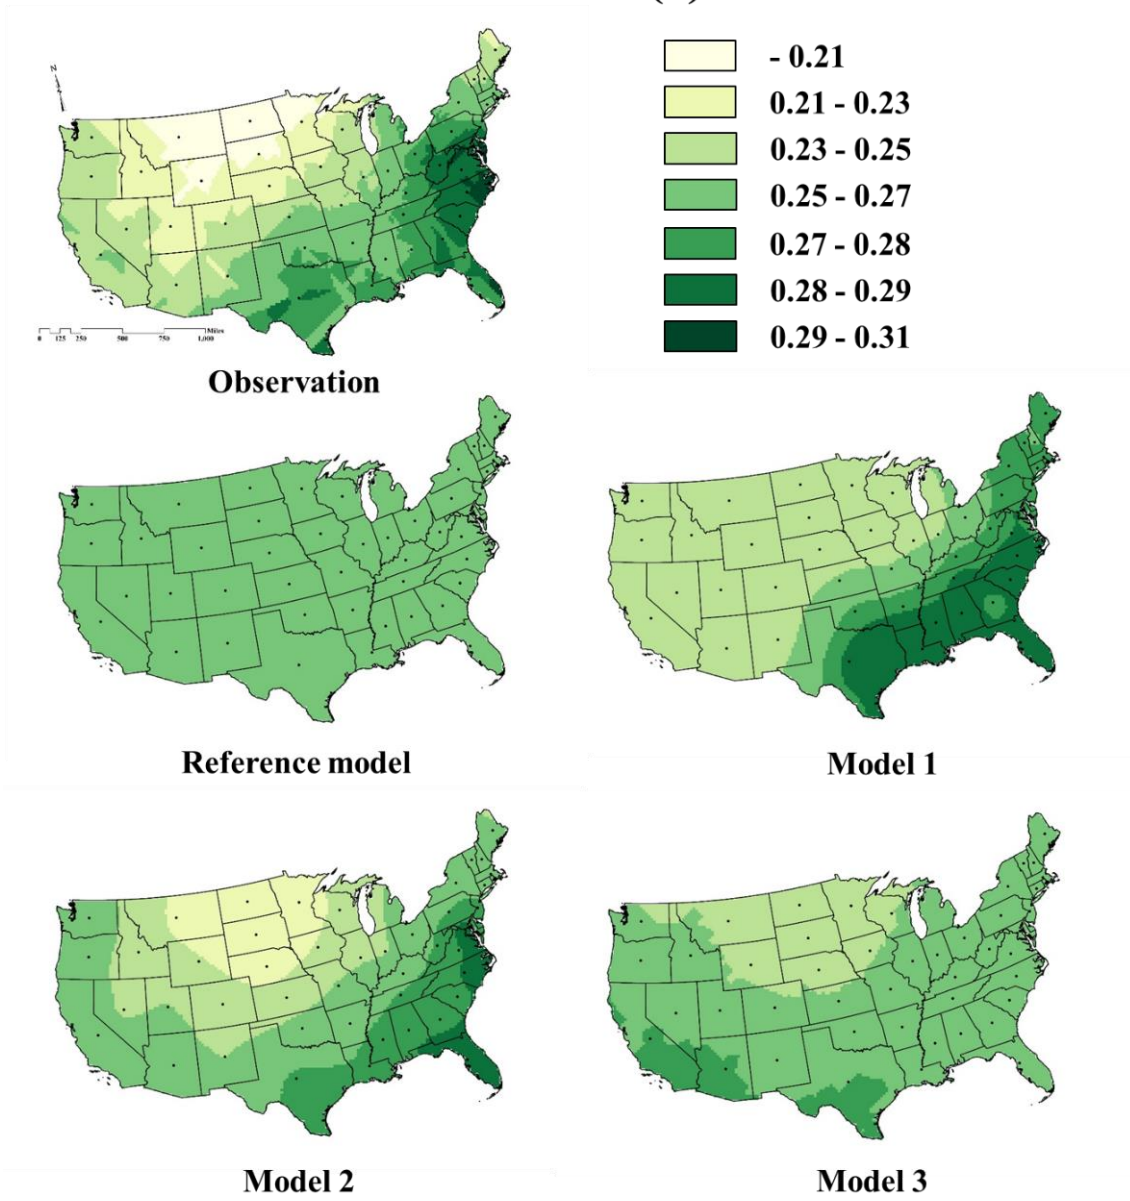 - 0.21
0.21 - 0.23
0.23 - 0.25
0.25 - 0.27
0.27 - 0.28
0.28 - 0.29
0.29 - 0.31
N
Miles
0 125 250 500 750 1,000
Observation
Reference model
Model 1
Model 2
Model 3